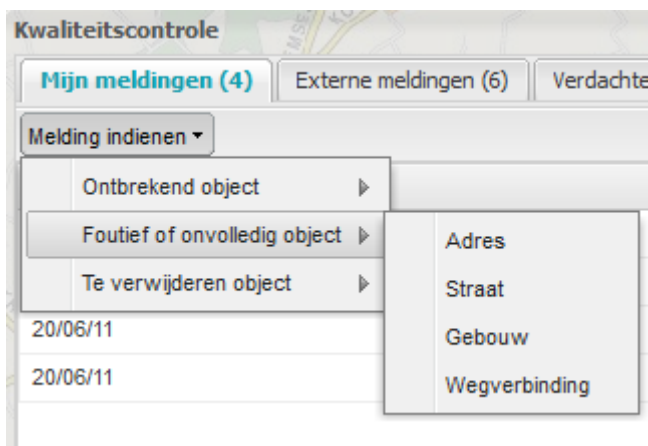 Kwaliteitscontrole
Mijn meldingen (4) Externe meldingen (6) Verdachte
Melding indienen
Ontbrekend object
Foutief of onvolledig object
Te verwijderen object
Adres
Straat
Gebouw
Wegverbinding
20/06/11
20/06/11